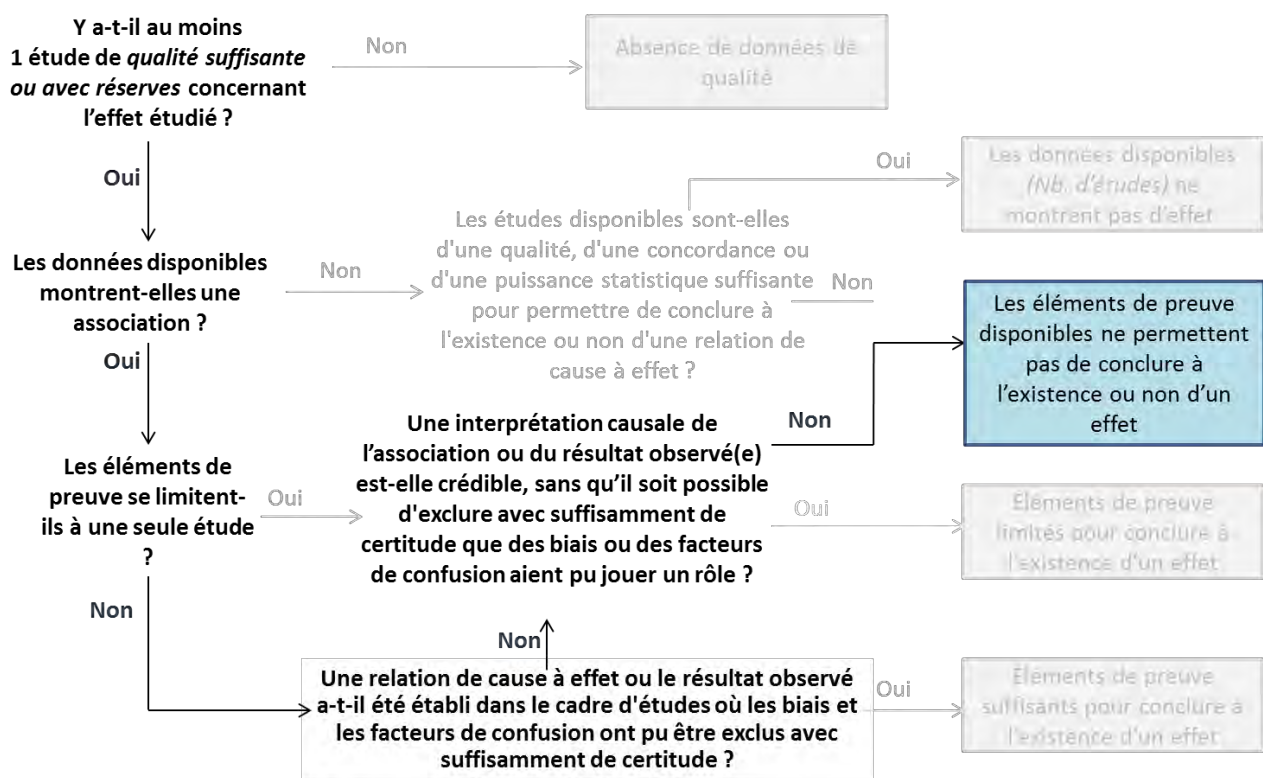 Y a-t-il au moins
1 étude de qualité suffisante
ou avec réserves concernant
l'effet étudié ?
Non
Absence de données de
qualité
Oui
Oui
Les données disponibles
(Nb. d'études) ne
montrent pas d'effet
Les études disponibles sont-elles
d'une qualité, d'une concordance ou
d'une puissance statistique suffisante
pour permettre de conclure à
l'existence ou non d'une relation de
cause à effet ?
Les données disponibles
montrent-elles une
association ?
Non
Non
Les éléments de preuve
disponibles ne permettent
pas de conclure à
l'existence ou non d'un
effet
Oui
Une interprétation causale de
l'association ou du résultat observé(e)
est-elle crédible, sans qu'il soit possible
d'exclure avec suffisamment de
certitude que des biais ou des facteurs
de confusion aient pu jouer un rôle ?
Non
Les éléments de
preuve se limitent-
ils à une seule étude
?
Oui
Oui
Eléments de preuve
limités pour conclure à
l'existence d'un effet
Non
Non
Une relation de cause à effet ou le résultat observé
a-t-il été établi dans le cadre d'études où les biais et
les facteurs de confusion ont pu être exclus avec
suffisamment de certitude ?
Oui
Eléments de preuve
suffisants pour conclure à
l'existence d'un effet